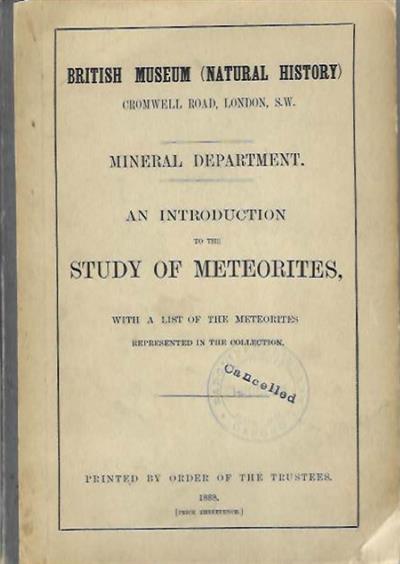 BRITISH MUSEUM (NATURAL HISTORY)
CROMWELL ROAD, LONDON, S.W.
MINERAL DEPARTMENT.
AN INTRODUCTION
TO THE
STUDY OF METEORITES,
WITH A LIST OF THE METEORITES
REPRESENTED IN THE COLLECTION.
Cancelled
PRINTED BY ORDER OF THE TRUSTEES.
1888.
[PRICE THREEPENCE.]